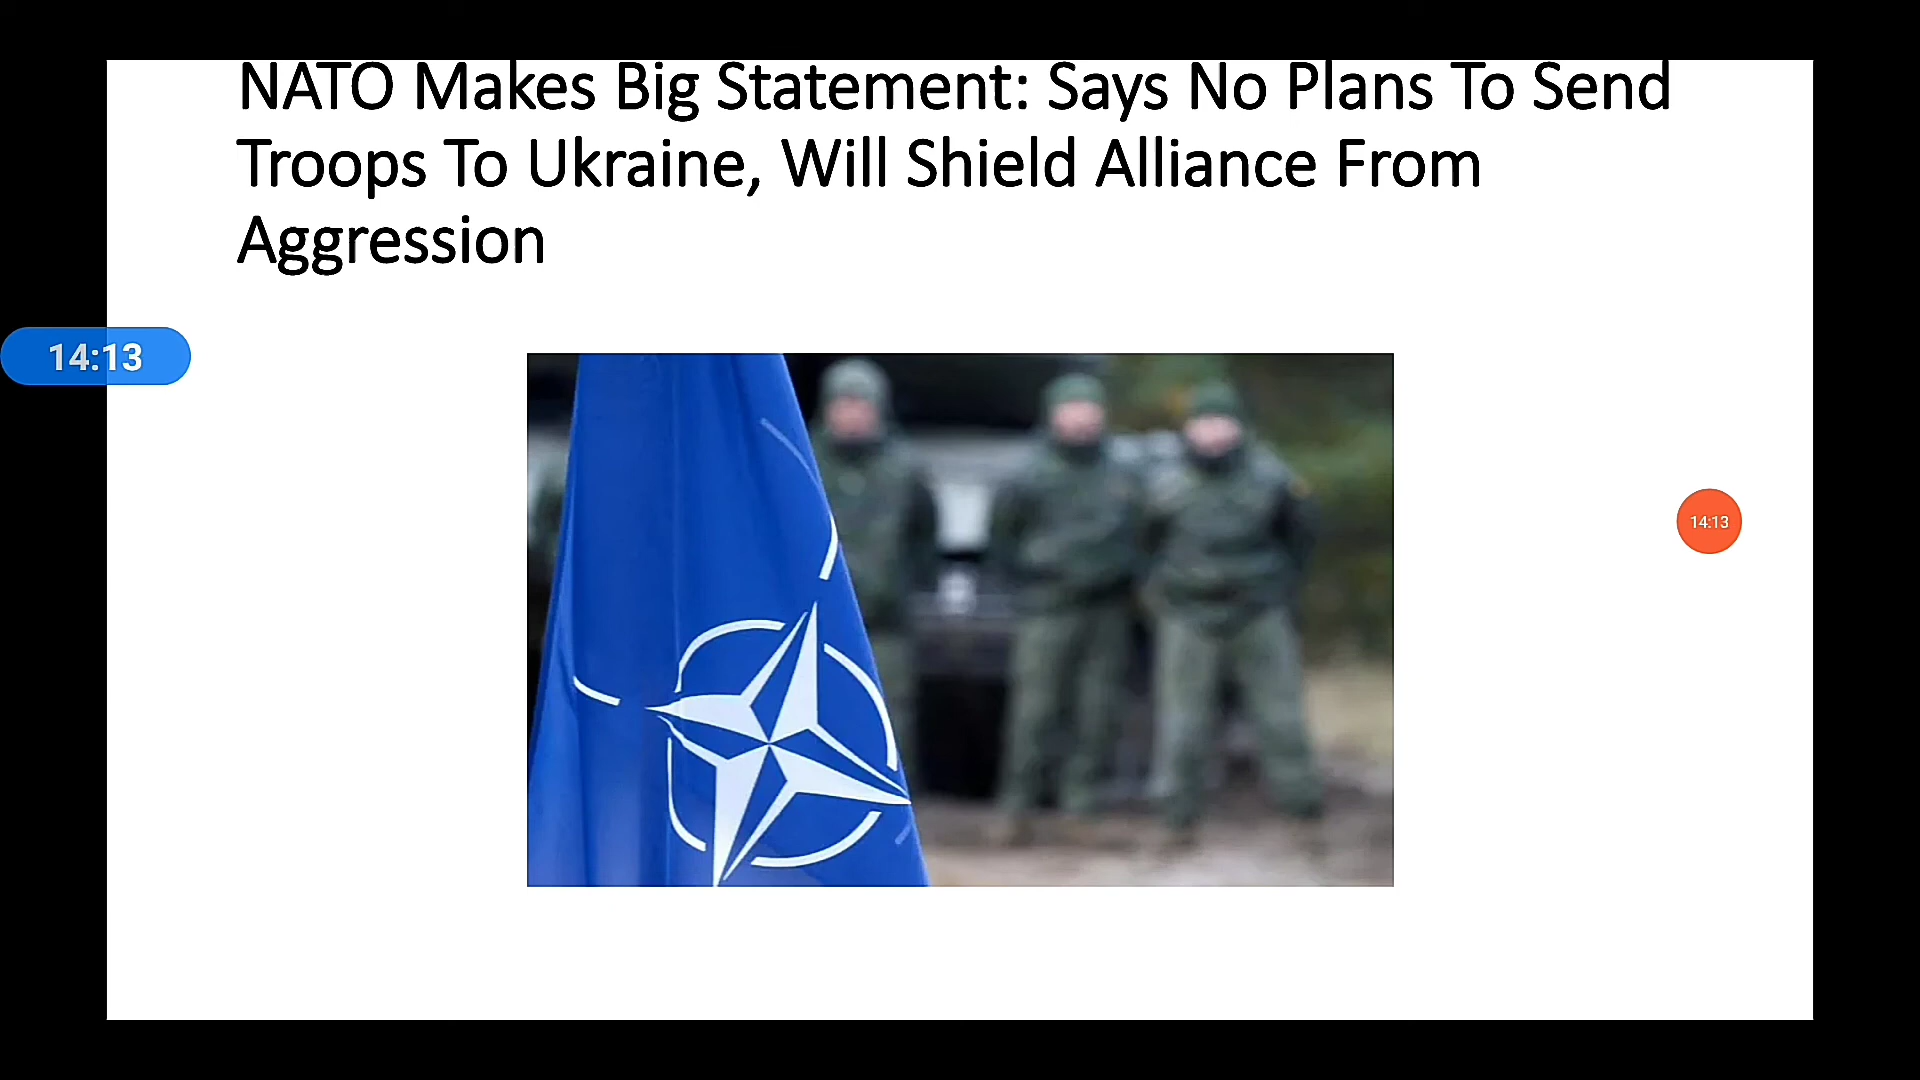 NATO Makes Big Statement: Says No Plans To Send
Troops To Ukraine, Will Shield Alliance From
Aggression
14:13
14:13